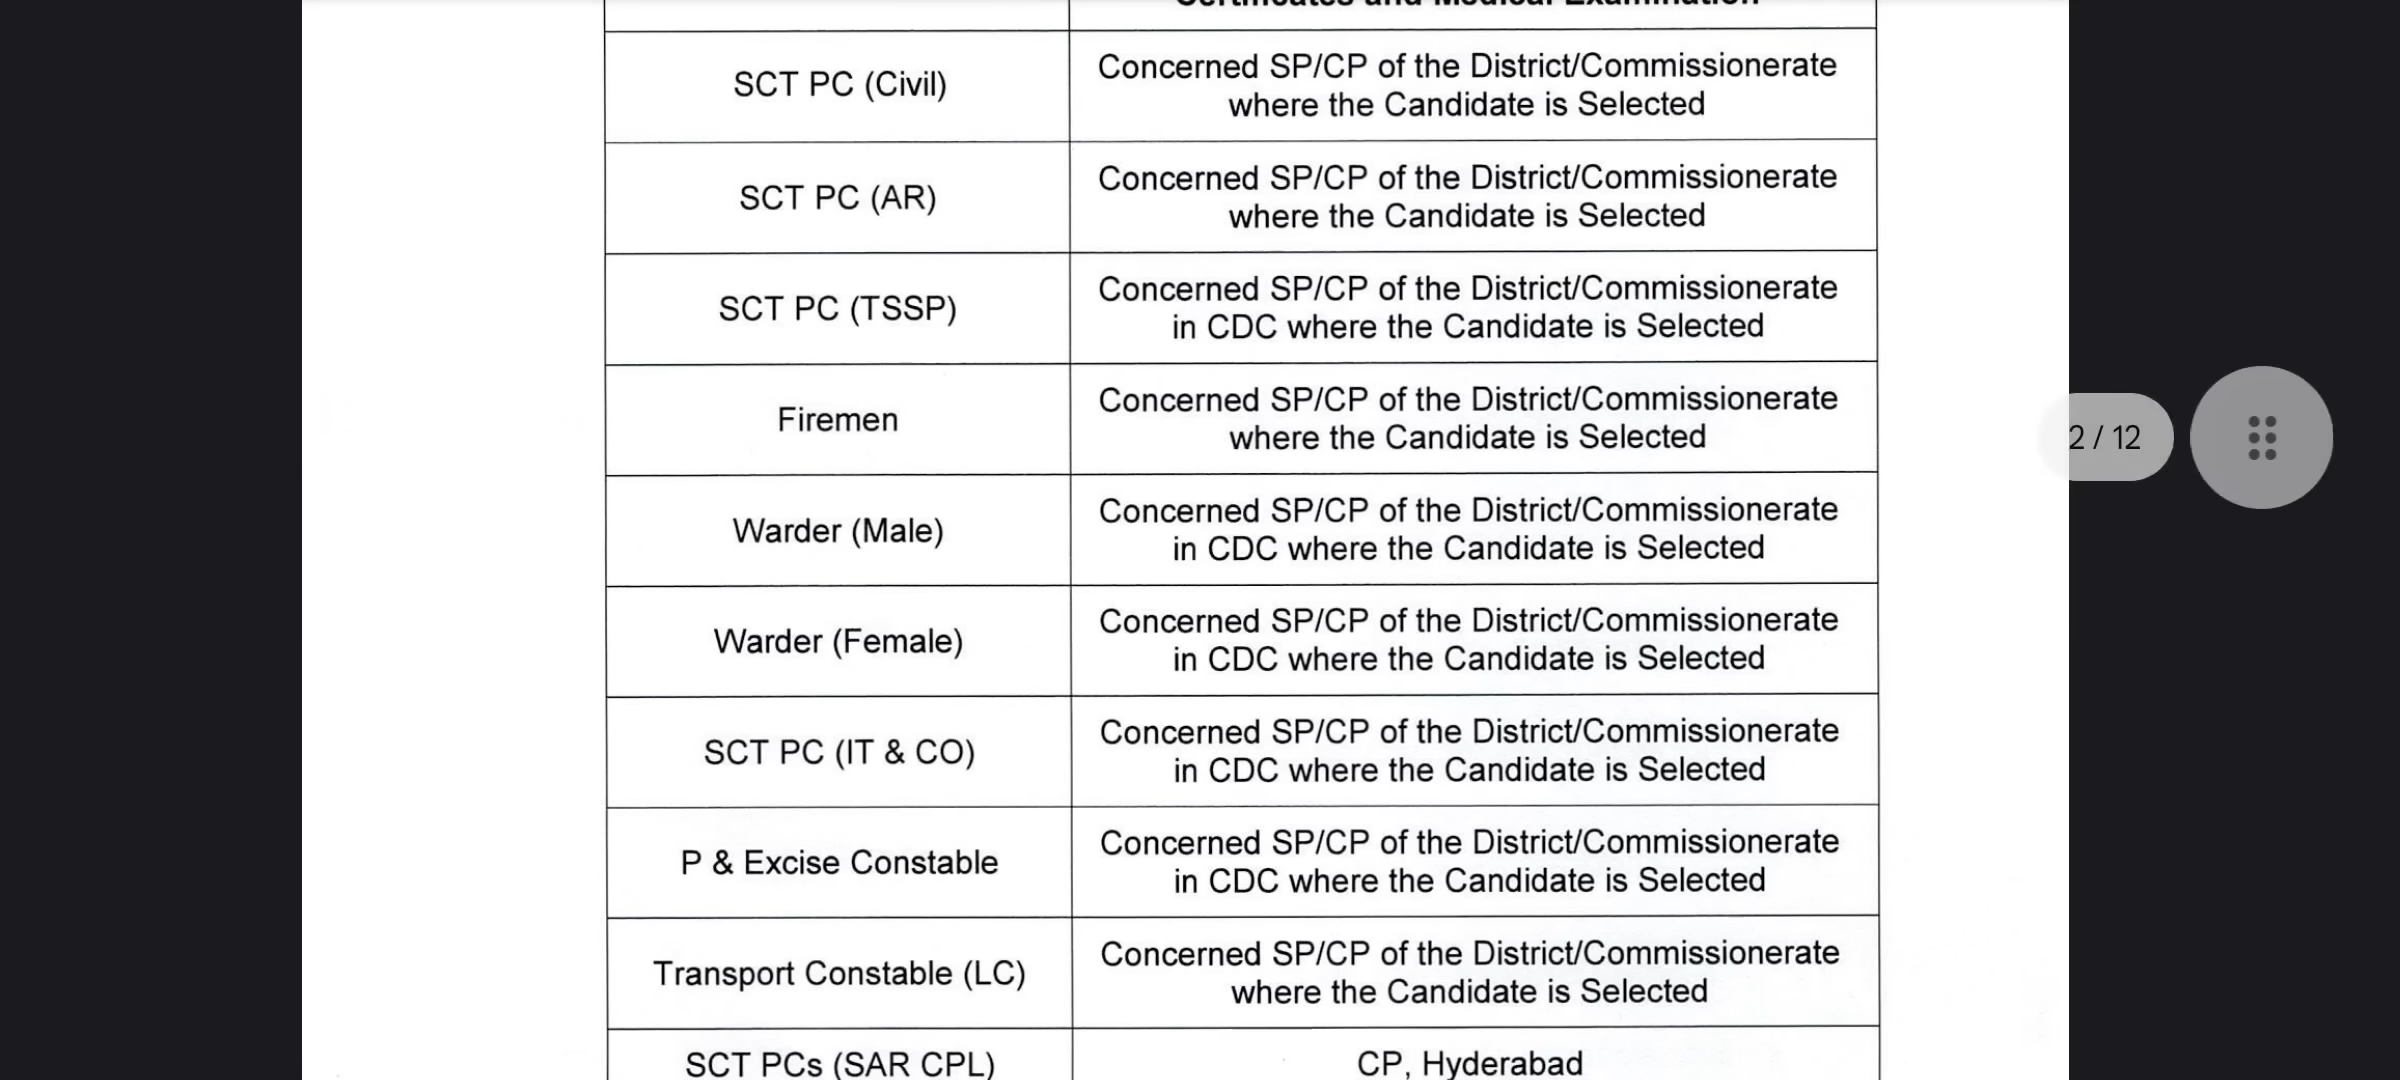 Certificates and Medical Examination
SCT PC (Civil)
Concerned SP/CP of the District/Commissionerate
where the Candidate is Selected
SCT PC (AR)
Concerned SP/CP of the District/Commissionerate
where the Candidate is Selected
SCT PC (TSSP)
Concerned SP/CP of the District/Commissionerate
in CDC where the Candidate is Selected
Firemen
Concerned SP/CP of the District/Commissionerate
where the Candidate is Selected
2 / 12
Warder (Male)
Concerned SP/CP of the District/Commissionerate
in CDC where the Candidate is Selected
Warder (Female)
Concerned SP/CP of the District/Commissionerate
in CDC where the Candidate is Selected
SCT PC (IT & CO)
Concerned SP/CP of the District/Commissionerate
in CDC where the Candidate is Selected
P & Excise Constable
Concerned SP/CP of the District/Commissionerate
in CDC where the Candidate is Selected
Transport Constable (LC)
Concerned SP/CP of the District/Commissionerate
where the Candidate is Selected
SCT PCs (SAR CPL)
CP, Hyderabad